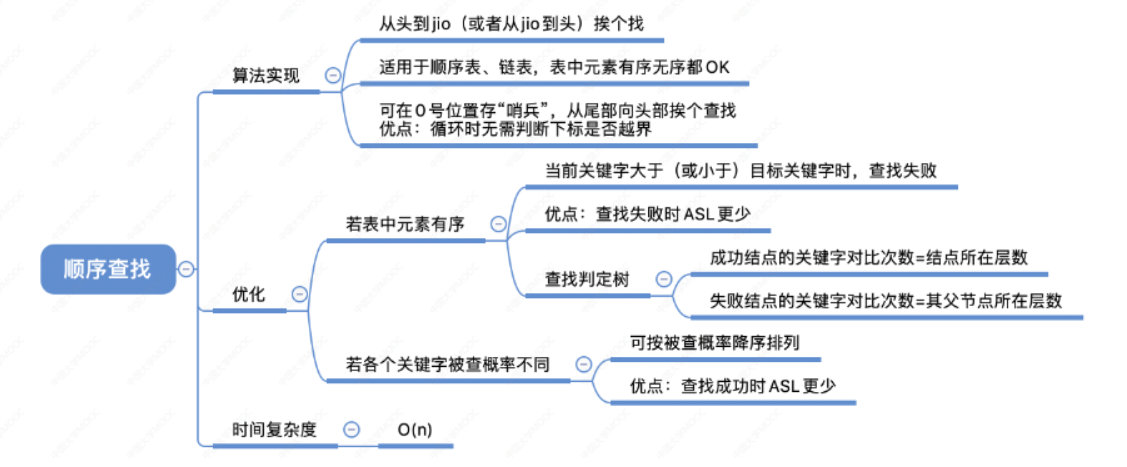 顺序查找
算法实现
从头到jio（或者从jio到头）挨个找
适用于顺序表、链表，表中元素有序无序都OK
可在0号位置存“哨兵”，从尾部向头部挨个查找
优点：循环时无需判断下标是否越界
优化
若表中元素有序
当前关键字大于（或小于）目标关键字时，查找失败
优点：查找失败时ASL更少
查找判定树
成功结点的关键字对比次数=结点所在层数
失败结点的关键字对比次数=其父节点所在层数
若各个关键字被查概率不同
可按被查概率降序排列
优点：查找成功时ASL更少
时间复杂度
O(n)